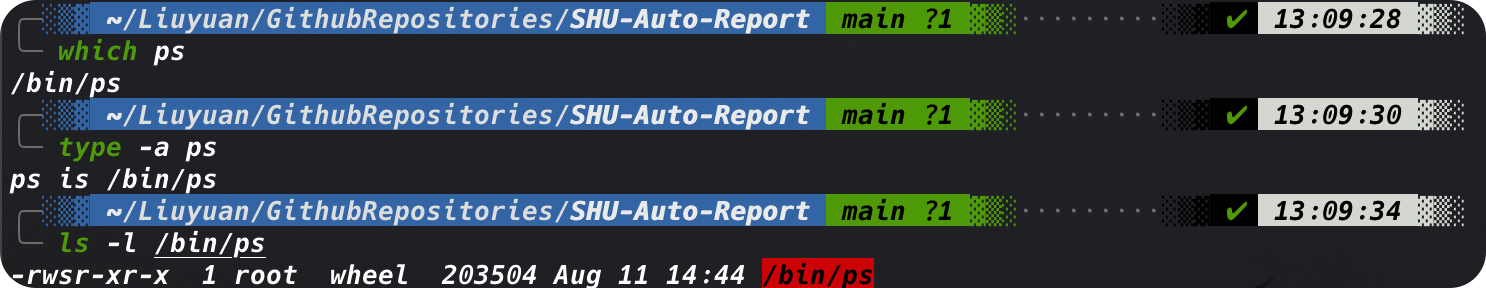 ~/Liuyuan/GithubRepositories/SHU-Auto-Report main ?1 ✔ 13:09:28
which ps
/bin/ps
~/Liuyuan/GithubRepositories/SHU-Auto-Report main ?1 ✔ 13:09:30
type -a ps
ps is /bin/ps
~/Liuyuan/GithubRepositories/SHU-Auto-Report main ?1 ✔ 13:09:34
ls -l /bin/ps
-rwsr-xr-x 1 root wheel 203504 Aug 11 14:44 /bin/ps